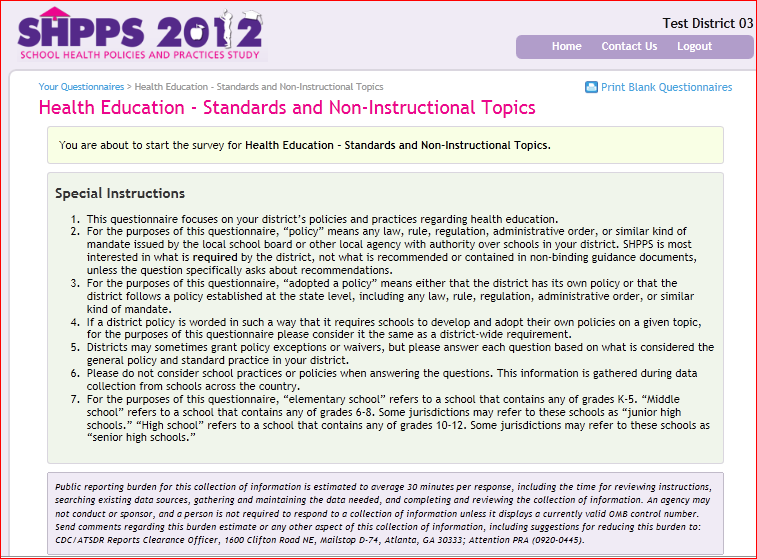 SHPPS 2012
SCHOOL HEALTH POLICIES AND PRACTICES STUDY
Test District 03
Home Contact Us Logout
Your Questionnaires > Health Education - Standards and Non-Instructional Topics
Print Blank Questionnaires
Health Education - Standards and Non-Instructional Topics
You are about to start the survey for Health Education - Standards and Non-Instructional Topics.
Special Instructions
1. This questionnaire focuses on your district's policies and practices regarding health education.
2. For the purposes of this questionnaire, "policy" means any law, rule, regulation, administrative order, or similar kind of
mandate issued by the local school board or other local agency with authority over schools in your district. SHPPS is most
interested in what is required by the district, not what is recommended or contained in non-binding guidance documents,
unless the question specifically asks about recommendations.
3. For the purposes of this questionnaire, "adopted a policy" means either that the district has its own policy or that the
district follows a policy established at the state level, including any law, rule, regulation, administrative order, or similar
kind of mandate.
4. If a district policy is worded in such a way that it requires schools to develop and adopt their own policies on a given topic,
for the purposes of this questionnaire please consider it the same as a district-wide requirement.
5. Districts may sometimes grant policy exceptions or waivers, but please answer each question based on what is considered the
general policy and standard practice in your district.
6. Please do not consider school practices or policies when answering the questions. This information is gathered during data
collection from schools across the country.
7. For the purposes of this questionnaire, "elementary school" refers to a school that contains any of grades K-5. "Middle
school" refers to a school that contains any of grades 6-8. Some jurisdictions may refer to these schools as "junior high
schools." "High school" refers to a school that contains any of grades 10-12. Some jurisdictions may refer to these schools as
"senior high schools."
Public reporting burden for this collection of information is estimated to average 30 minutes per response, including the time for reviewing instructions,
searching existing data sources, gathering and maintaining the data needed, and completing and reviewing the collection of information. An agency may
not conduct or sponsor, and a person is not required to respond to a collection of information unless it displays a currently valid OMB control number.
Send comments regarding this burden estimate or any other aspect of this collection of information, including suggestions for reducing this burden to:
CDC/ATSDR Reports Clearance Officer, 1600 Clifton Road NE, Mailstop D-74, Atlanta, GA 30333; Attention PRA (0920-0445).